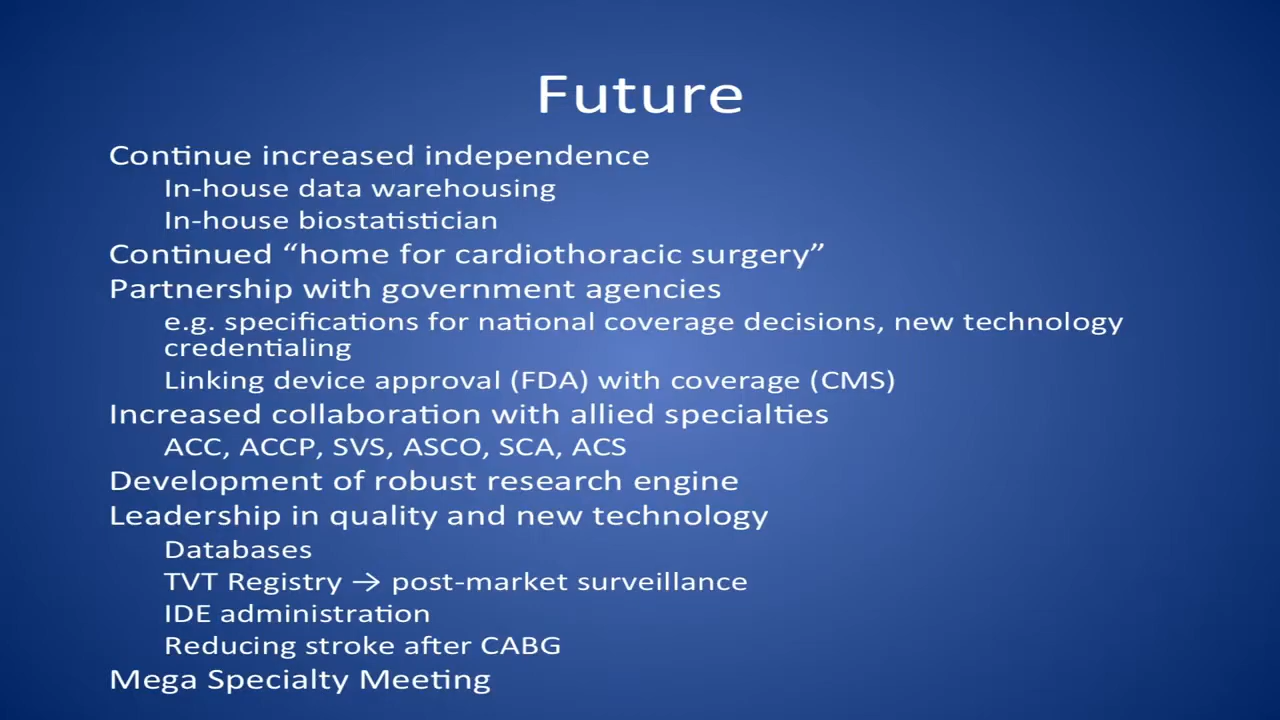 Future
Continue increased independence
In-house data warehousing
In-house biostatistician
Continued “home for cardiothoracic surgery”
Partnership with government agencies
e.g. specifications for national coverage decisions, new technology
credentialing
Linking device approval (FDA) with coverage (CMS)
Increased collaboration with allied specialties
ACC, ACCP, SVS, ASCO, SCA, ACS
Development of robust research engine
Leadership in quality and new technology
Databases
TVT Registry → post-market surveillance
IDE administration
Reducing stroke after CABG
Mega Specialty Meeting